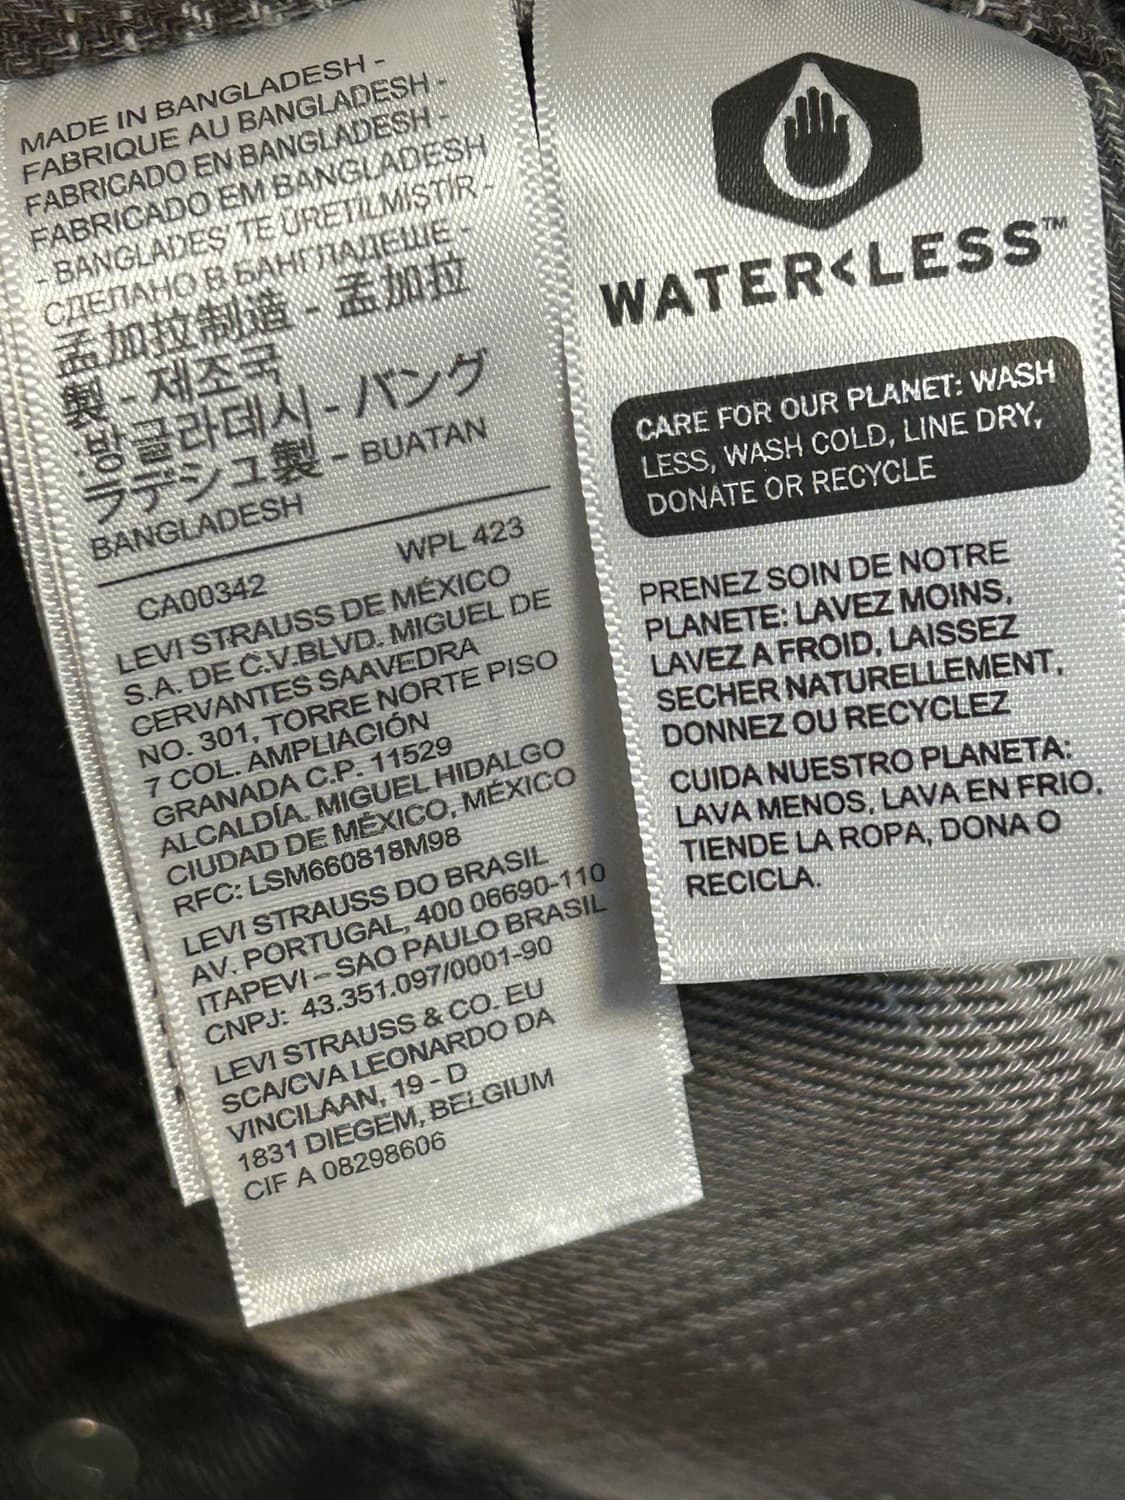 MADE IN BANGLADESH -
FABRIQUE AU BANGLADESH -
FABRICADO EN BANGLADESH -
FABRICADO EM BANGLADESH
- BANGLADEŞ' TE ÜRETİLMİŞTİR -
СДЕЛАНО В БАНГЛАДЕШЕ -
孟加拉制造 - 孟加拉
製 - 제조국
:방글라데시 - バング
ラデシュ製 - BUATAN
BANGLADESH
CA00342 WPL 423
LEVI STRAUSS DE MÉXICO
S.A. DE C.V.BLVD. MIGUEL DE
CERVANTES SAAVEDRA
NO. 301, TORRE NORTE PISO
7 COL. AMPLIACIÓN
GRANADA C.P. 11529
ALCALDÍA. MIGUEL HIDALGO
CIUDAD DE MÉXICO, MÉXICO
RFC: LSM660818M98
LEVI STRAUSS DO BRASIL
AV. PORTUGAL, 400 06690-110
ITAPEVI – SAO PAULO BRASIL
CNPJ: 43.351.097/0001-90
LEVI STRAUSS & CO. EU
SCA/CVA LEONARDO DA
VINCILAAN, 19 - D
1831 DIEGEM, BELGIUM
CIF A 08298606
WATER<LESS™
CARE FOR OUR PLANET: WASH
LESS, WASH COLD, LINE DRY,
DONATE OR RECYCLE
PRENEZ SOIN DE NOTRE
PLANETE: LAVEZ MOINS,
LAVEZ A FROID, LAISSEZ
SECHER NATURELLEMENT,
DONNEZ OU RECYCLEZ
CUIDA NUESTRO PLANETA:
LAVA MENOS, LAVA EN FRIO,
TIENDE LA ROPA, DONA O
RECICLA.